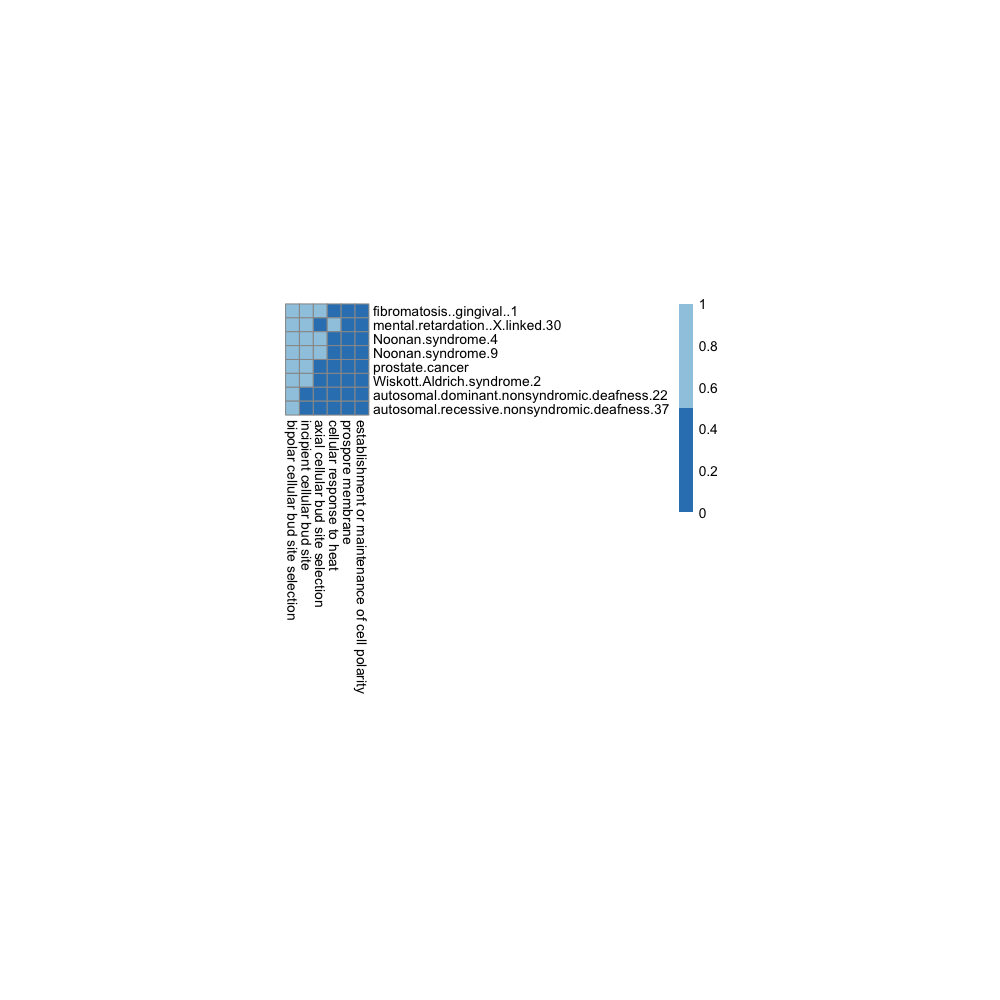 fibromatosis..gingival..1
mental.retardation..X.linked.30
Noonan.syndrome.4
Noonan.syndrome.9
prostate.cancer
Wiskott.Aldrich.syndrome.2
autosomal.dominant.nonsyndromic.deafness.22
autosomal.recessive.nonsyndromic.deafness.37
bipolar cellular bud site selection
incipient cellular bud site
axial cellular bud site selection
cellular response to heat
prospore membrane
establishment or maintenance of cell polarity
1
0.8
0.6
0.4
0.2
0